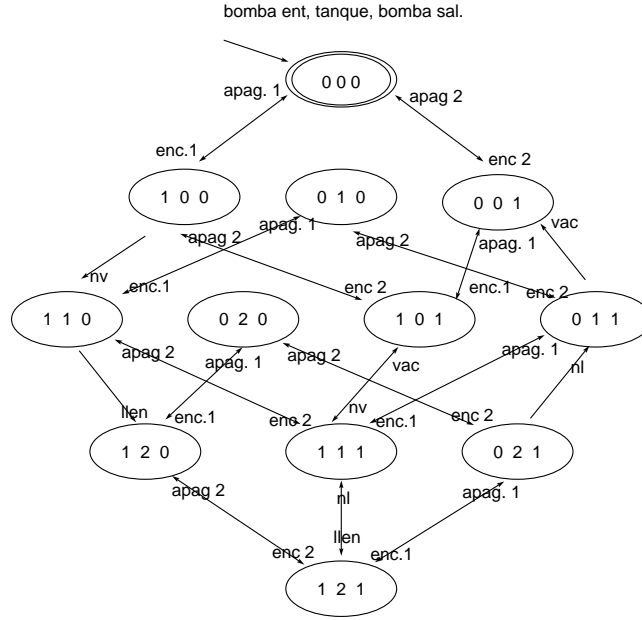 bomba ent, tanque, bomba sal.
0 0 0
apag. 1
apag 2
enc.1
enc 2
1 0 0
0 1 0
0 0 1
apag 2
apag. 1
apag2
apag. 1
vac
nv
enc.1
enc 2
enc.1
enc 2
1 1 0
0 2 0
1 0 1
0 1 1
apag 2
apag. 1
apag 2
vac
apag. 1
nl
llen
enc.1
eno 2
nv
enc.1
enc 2
1 2 0
1 1 1
0 2 1
apag 2
nl
apag. 1
llen
enc 2
enc.1
1 2 1